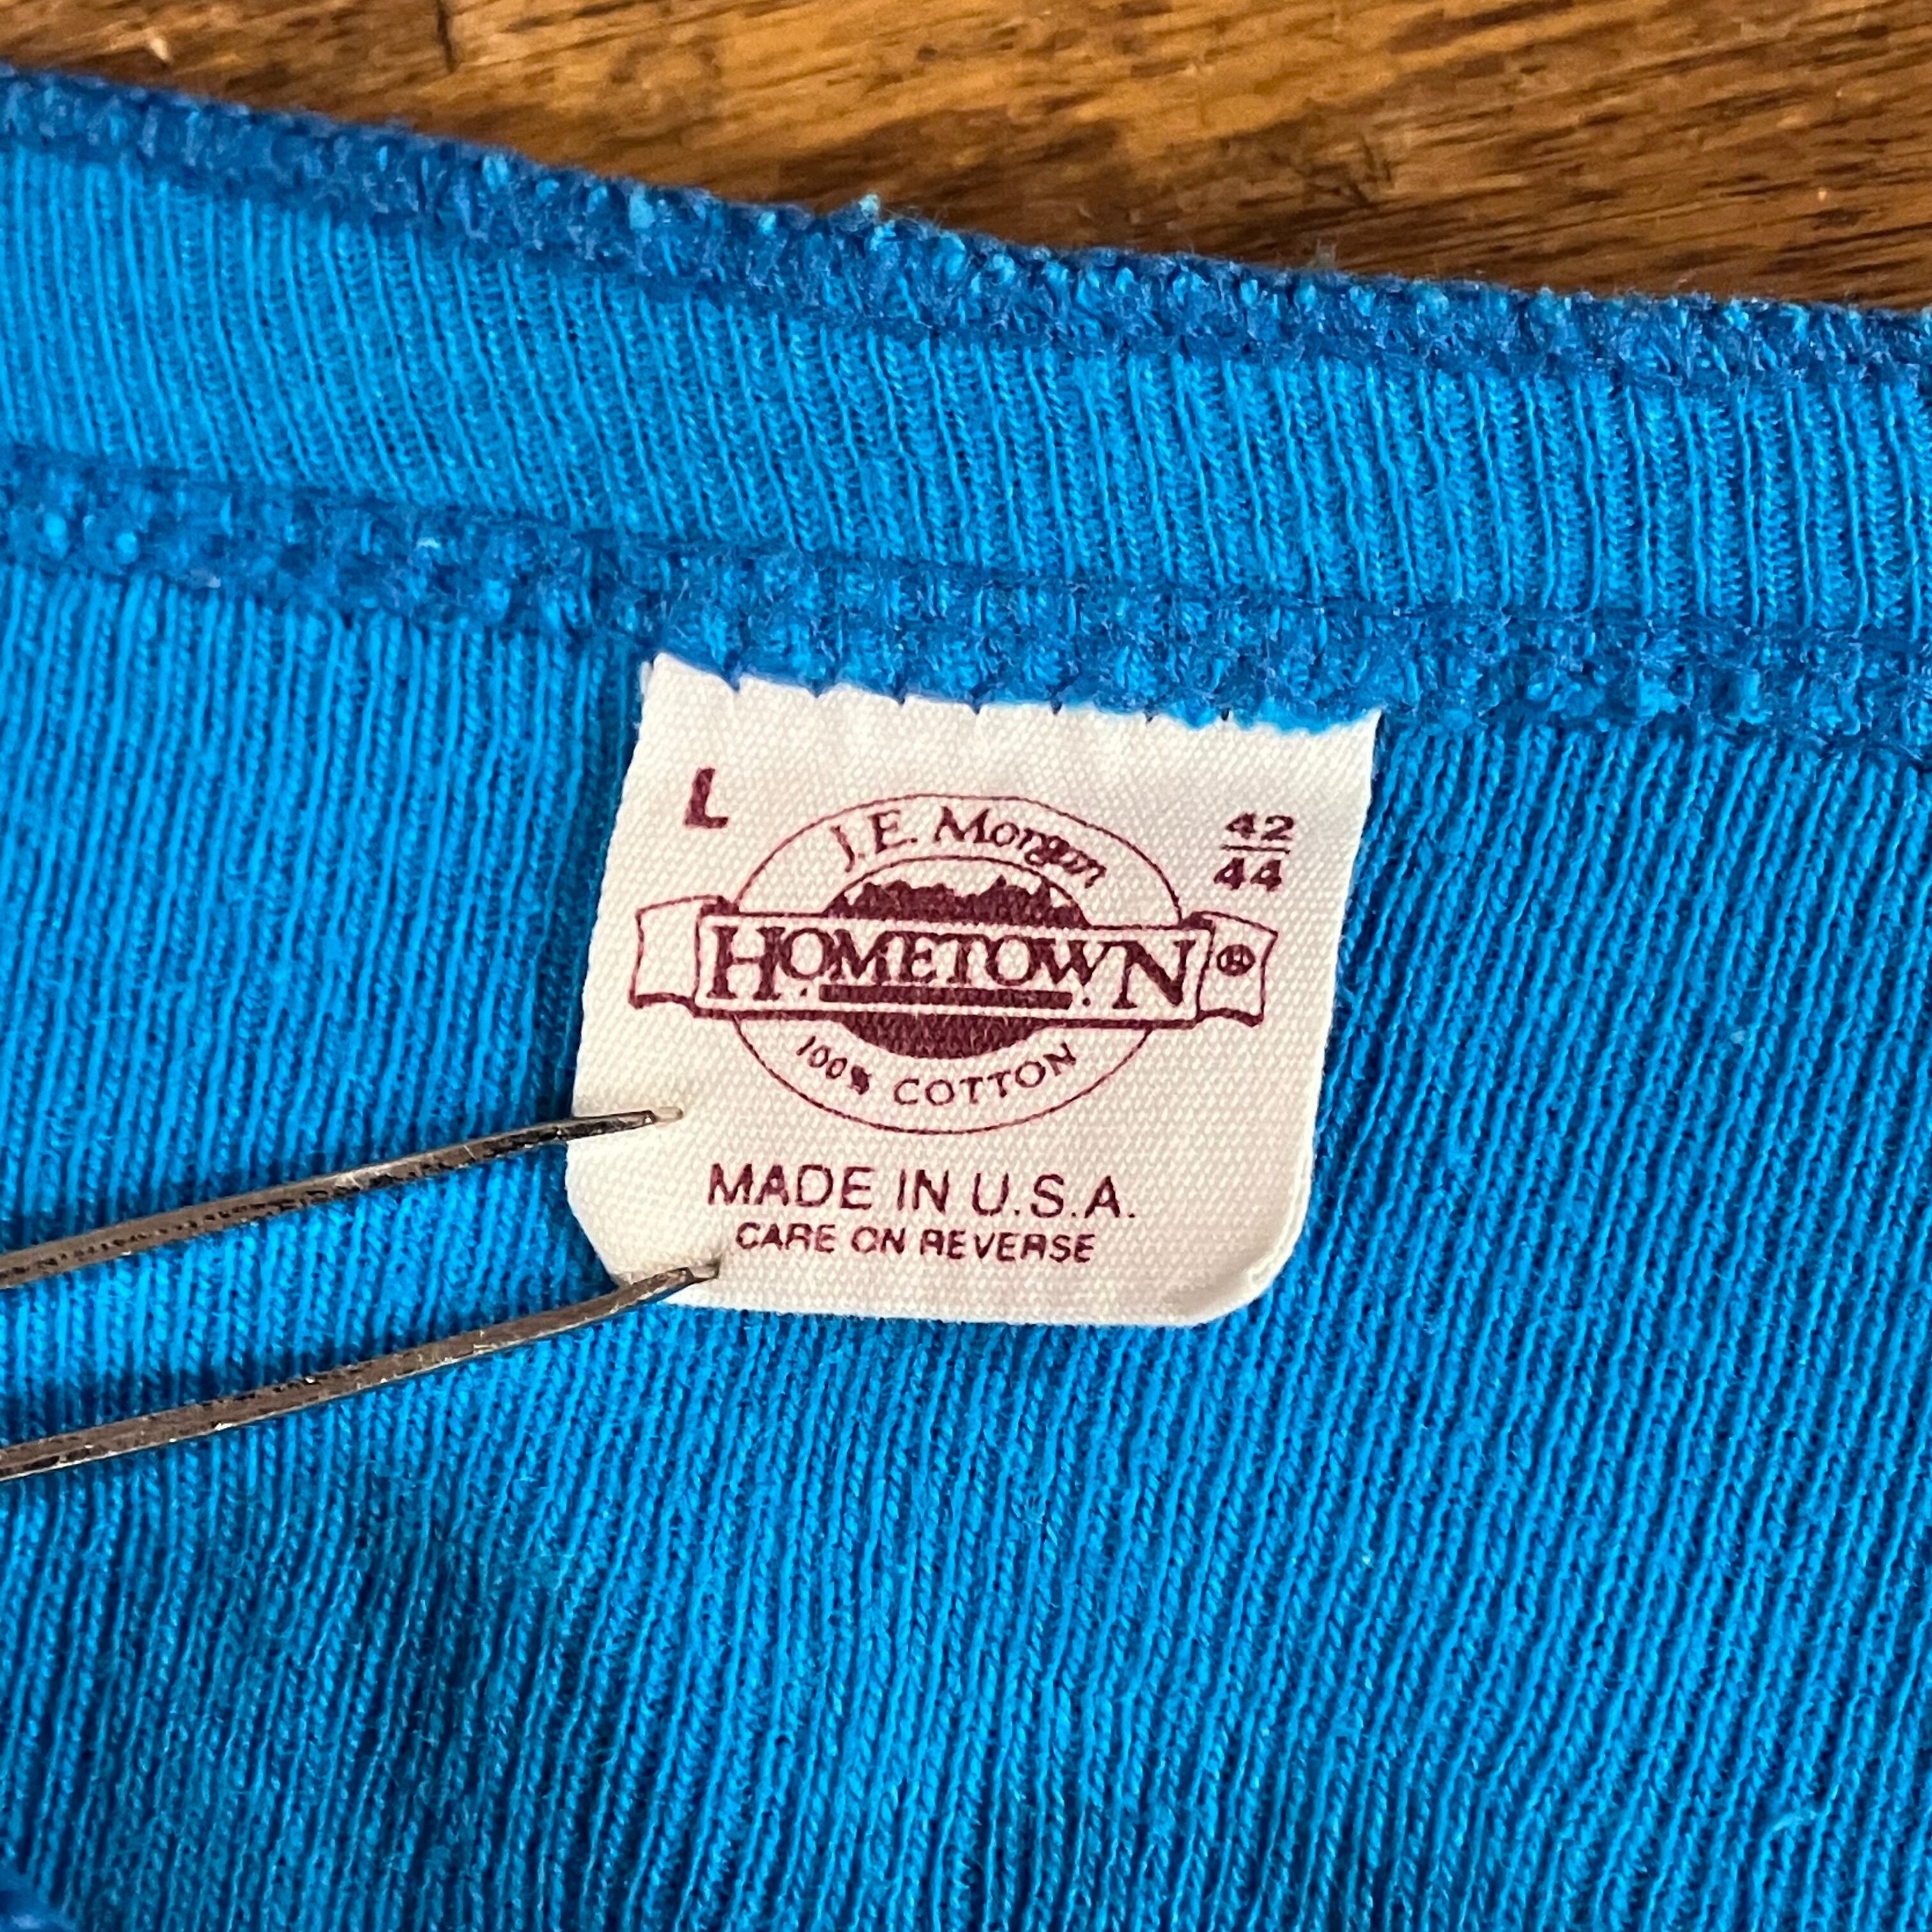 L
42
44
J.E. Morgan
HOMETOWN ®
100% COTTON
MADE IN U.S.A.
CARE ON REVERSE